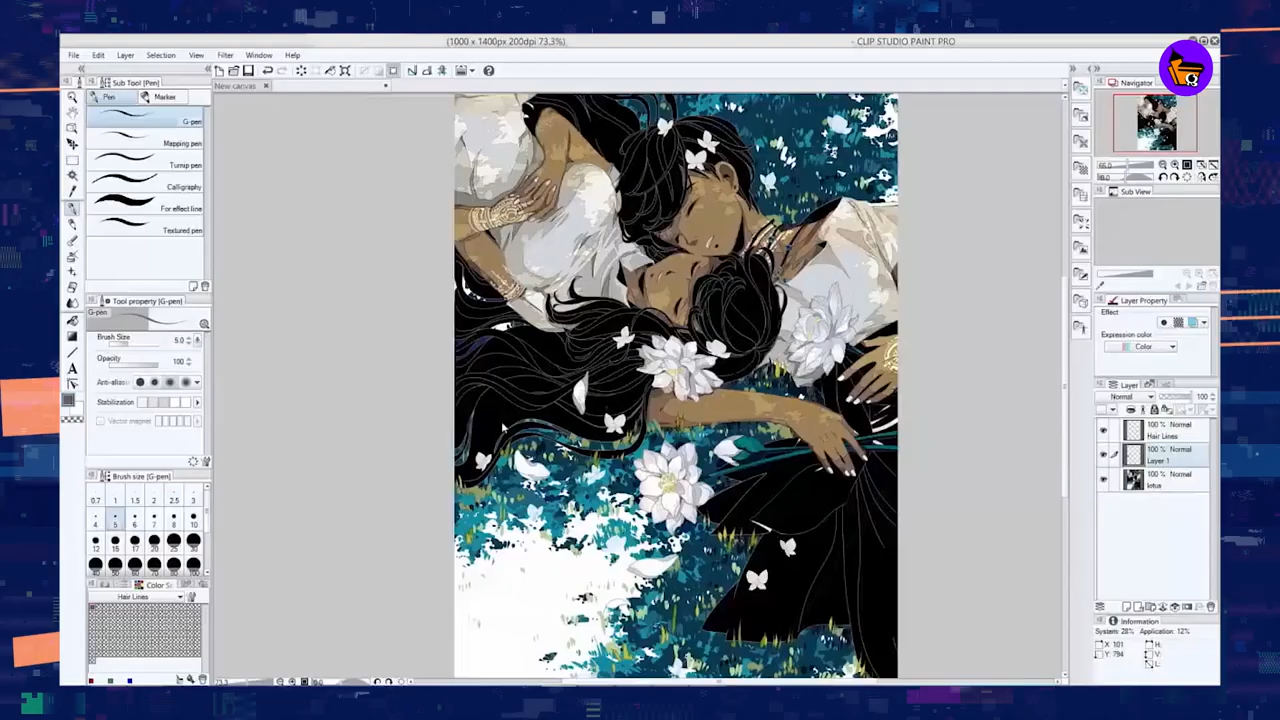 (1000 x 1400px 200dpi 73,3%) - CLIP STUDIO PAINT PRO
File Edit Layer Selection View Filter Window Help
Sub Tool [Pen]
Pen Marker
G-pen
Mapping pen
Turnip pen
Calligraphy
For effect line
Textured pen
Tool property [G-pen]
G-pen
Brush Size 5.0
Opacity 100
Anti-alias
Stabilization
Vector magnet
Brush size [G-pen]
0.7 1 1.5 2 2.5 3
4 5 6 7 8 10
12 15 17 20 25 30
Hair Lines
New canvas
Navigator
Sub View
Layer Property
Effect
Expression color
Color
Layer
Normal 100
100 % Normal
Hair Lines
100 % Normal
Layer 1
100 % Normal
lotus
Information
System: 28% Application: 12%
X: 101 H:
Y: 794 V:
L: